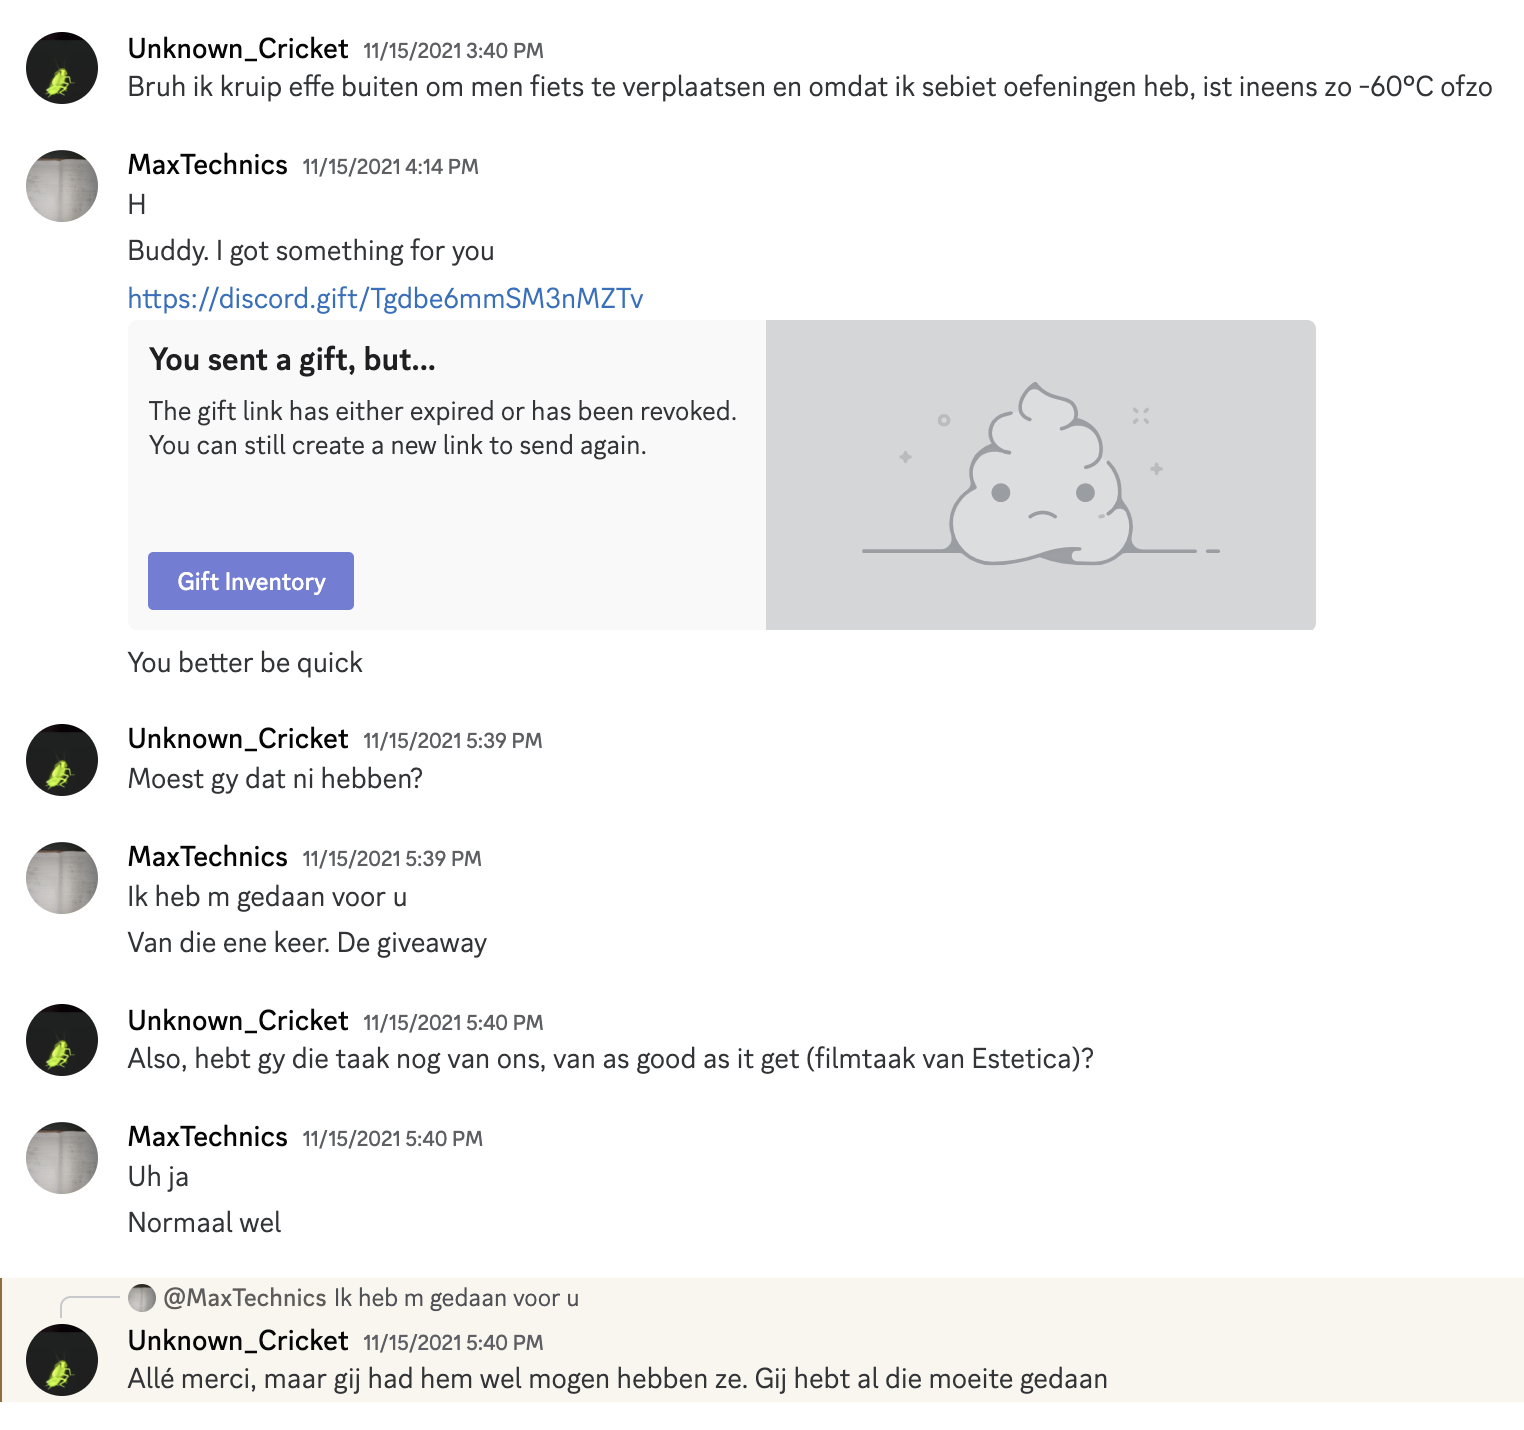 Unknown_Cricket 11/15/2021 3:40 PM
Bruh ik kruip effe buiten om men fiets te verplaatsen en omdat ik sebiet oefeningen heb, ist ineens zo -60°C ofzo
MaxTechnics 11/15/2021 4:14 PM
H
Buddy. I got something for you
https://discord.gift/Tgdbe6mmSM3nMZTv
You sent a gift, but...
The gift link has either expired or has been revoked.
You can still create a new link to send again.
Gift Inventory
You better be quick
Unknown_Cricket 11/15/2021 5:39 PM
Moest gy dat ni hebben?
MaxTechnics 11/15/2021 5:39 PM
Ik heb m gedaan voor u
Van die ene keer. De giveaway
Unknown_Cricket 11/15/2021 5:40 PM
Also, hebt gy die taak nog van ons, van as good as it get (filmtaak van Estetica)?
MaxTechnics 11/15/2021 5:40 PM
Uh ja
Normaal wel
@MaxTechnics Ik heb m gedaan voor u
Unknown_Cricket 11/15/2021 5:40 PM
Allé merci, maar gij had hem wel mogen hebben ze. Gij hebt al die moeite gedaan